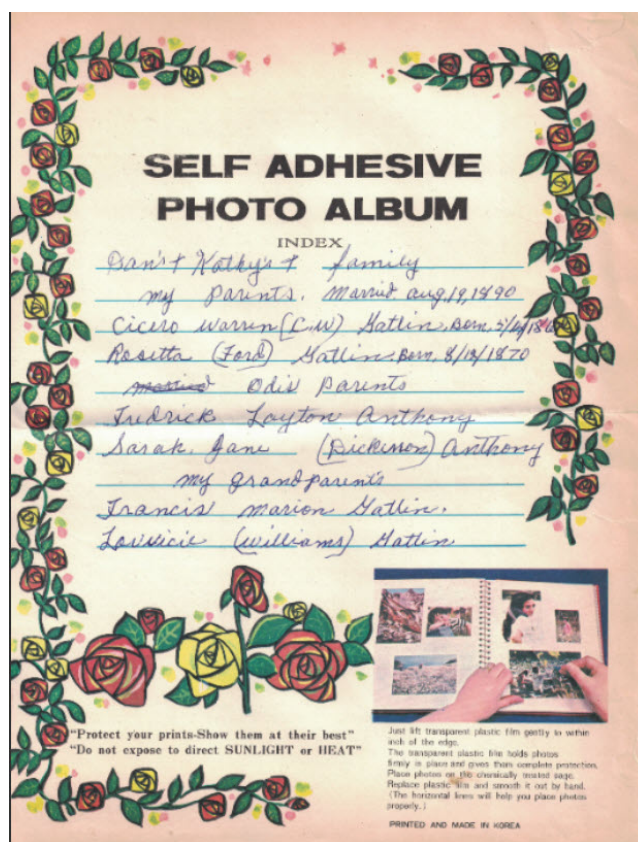 SELF ADHESIVE
PHOTO ALBUM
INDEX
Dan's + Kathy's + family
my Parents. Married. aug, 19, 1890
Cicero Warren (C.W) Gatlin. Born,
Rosetta (Ford) Gatlin. Born, 8/18/1870
married Odis Parents
Fredrick Layton Anthony
Sarah. Jane (Dickerson) Anthony
my grandparents
Francis marion Gatlin.
Lovicie (Williams) Gatlin
"Protect your prints-Show them at their best"
"Do not expose to direct SUNLIGHT or HEAT"
Just lift transparent plastic film gently to within
inch of the edge.
The transparent plastic film holds photos
firmly in place and gives them complete protection.
Place photos on the chemically treated page.
Replace plastic film and smooth it out by hand.
(The horizontal lines will help you place photos
properly.)
PRINTED AND MADE IN KOREA